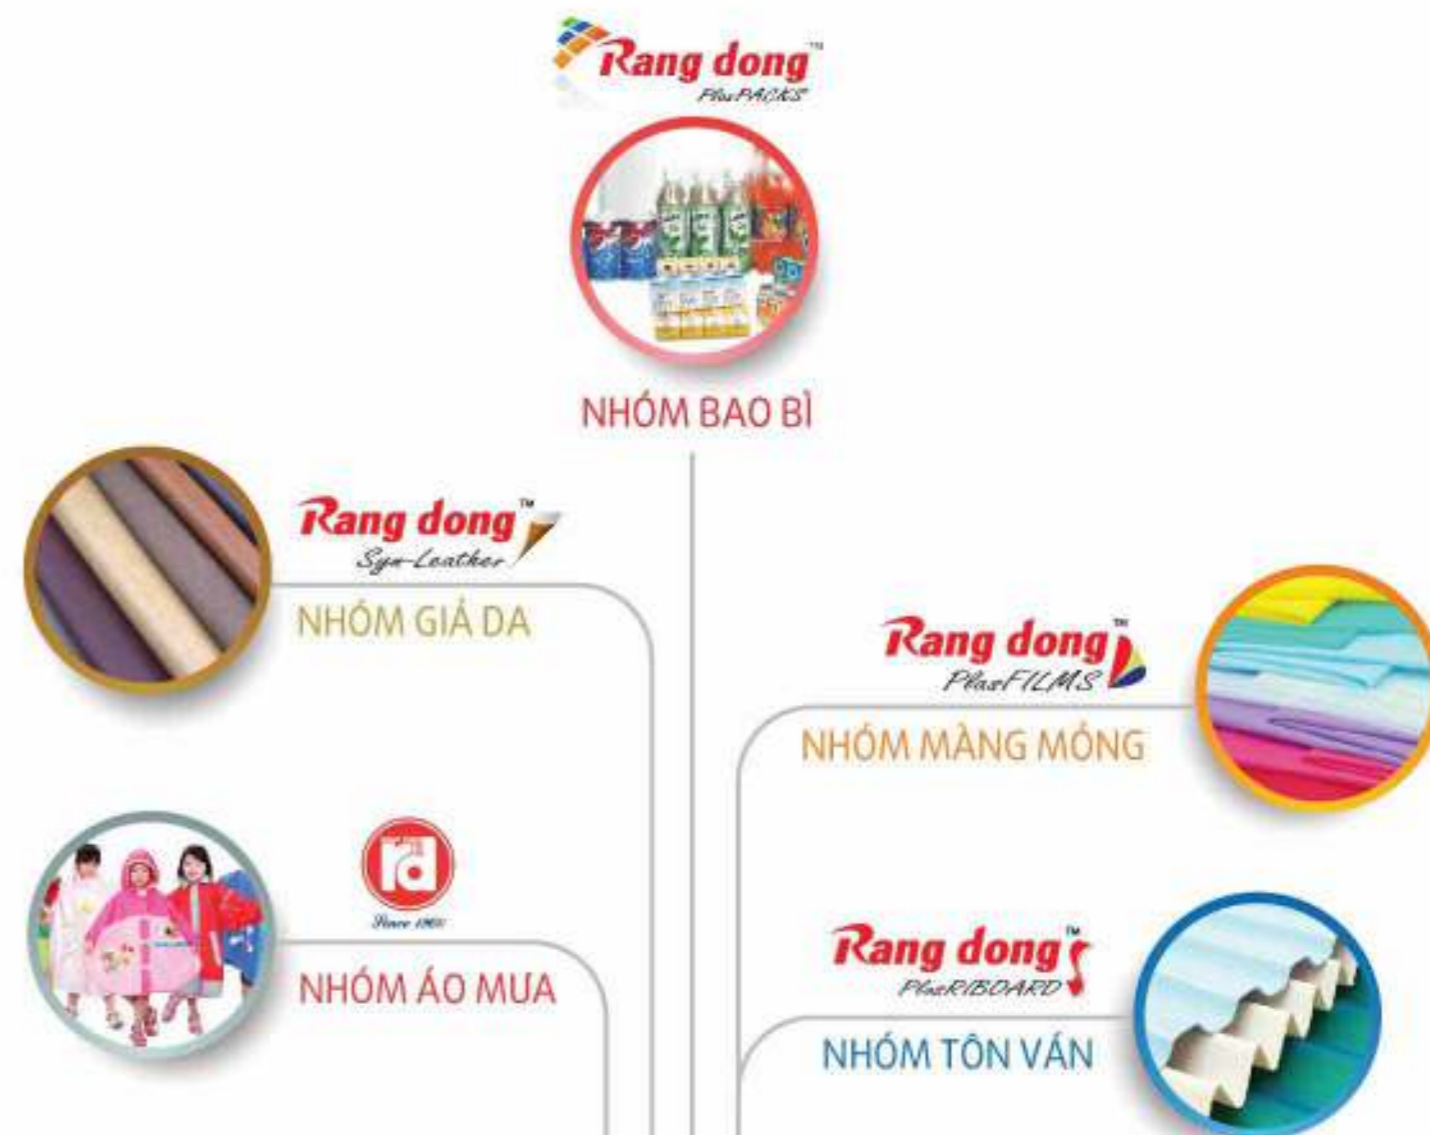 Rang dong™
PlasPACKS
NHÓM BAO BÌ
Rang dong™
Syn-Leather
NHÓM GIẢ DA
Rang dong™
PlasFILMS
NHÓM MÀNG MỎNG
rd
Since 1960
NHÓM ÁO MƯA
Rang dong™
PlasRIBOARD
NHÓM TÔN VÁN